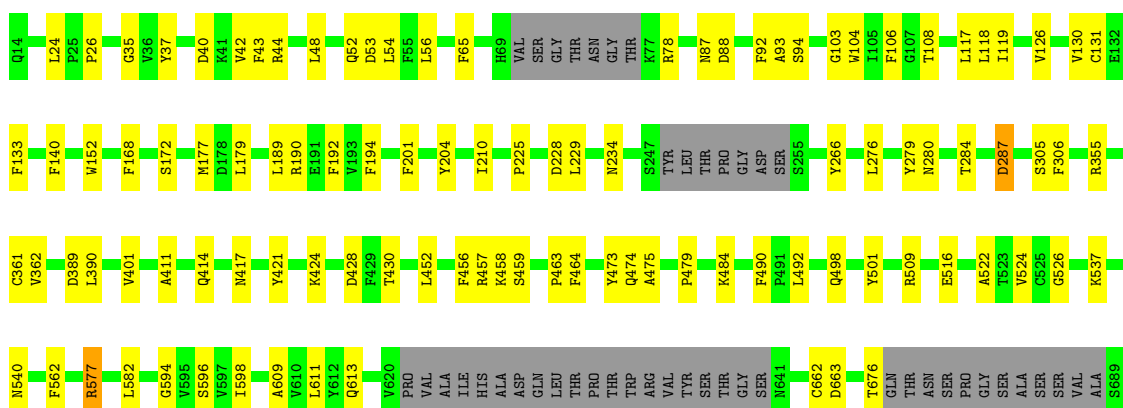 Q14 L24 P25 P26 G35 V36 Y37 D40 K41 V42 F43 R44 L48 Q52 D53 L54 F55 L56 F65 H69 VAL SER GLY THR ASN GLY THR K77 R78 N87 D88 F92 A93 S94 G103 W104 I105 F106 G107 T108 L117 L118 I119 V126 V130 C131 E132
F133 F140 W152 F168 S172 M177 D178 L179 L189 R190 E191 F192 V193 F194 F201 Y204 I210 P225 D228 L229 N234 S247 TYR LEU THR PRO GLY ASP SER S255 Y266 L276 Y279 N280 T284 D287 S305 F306 R355
C361 V362 D389 L390 V401 A411 Q414 N417 Y421 K424 D428 F429 T430 L452 F456 R457 K458 S459 P463 F464 Y473 Q474 A475 P479 K484 F490 P491 L492 Q498 Y501 R509 E516 A522 T523 V524 C525 G526 K537
N540 F562 R577 L582 G594 V595 S596 V597 I598 A609 V610 L611 Y612 Q613 V620 PRO VAL ALA ILE HIS ALA ASP GLN LEU THR PRO THR TRP ARG VAL TYR SER THR GLY SER N641 C662 D663 T676 GLN THR ASN SER PRO GLY SER ALA SER SER VAL ALA S689